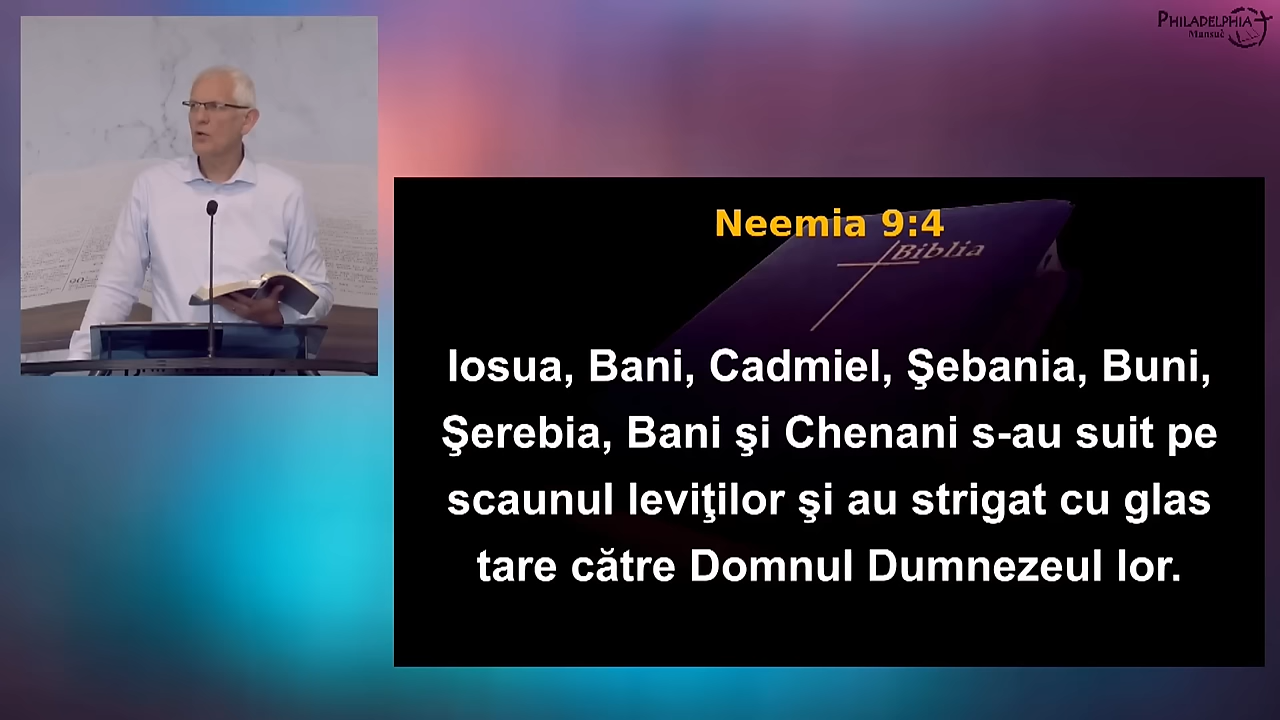 PHILADELPHIA
Mansuè
Neemia 9:4
Biblia
Iosua, Bani, Cadmiel, Şebania, Buni,
Şerebia, Bani şi Chenani s-au suit pe
scaunul leviţilor şi au strigat cu glas
tare către Domnul Dumnezeul lor.